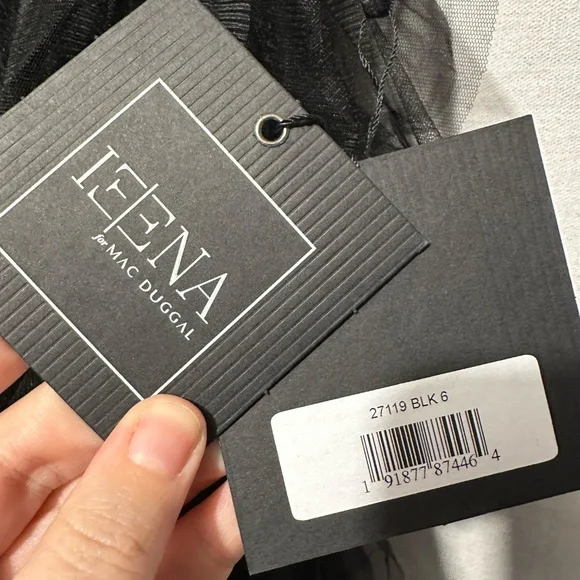 IEENA
for MAC DUGGAL
27119 BLK 6
1 91877 87446 4